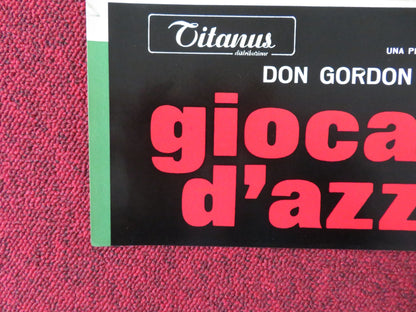 Titanus
distribuzione
UNA P
DON GORDON
gioca
d'azz